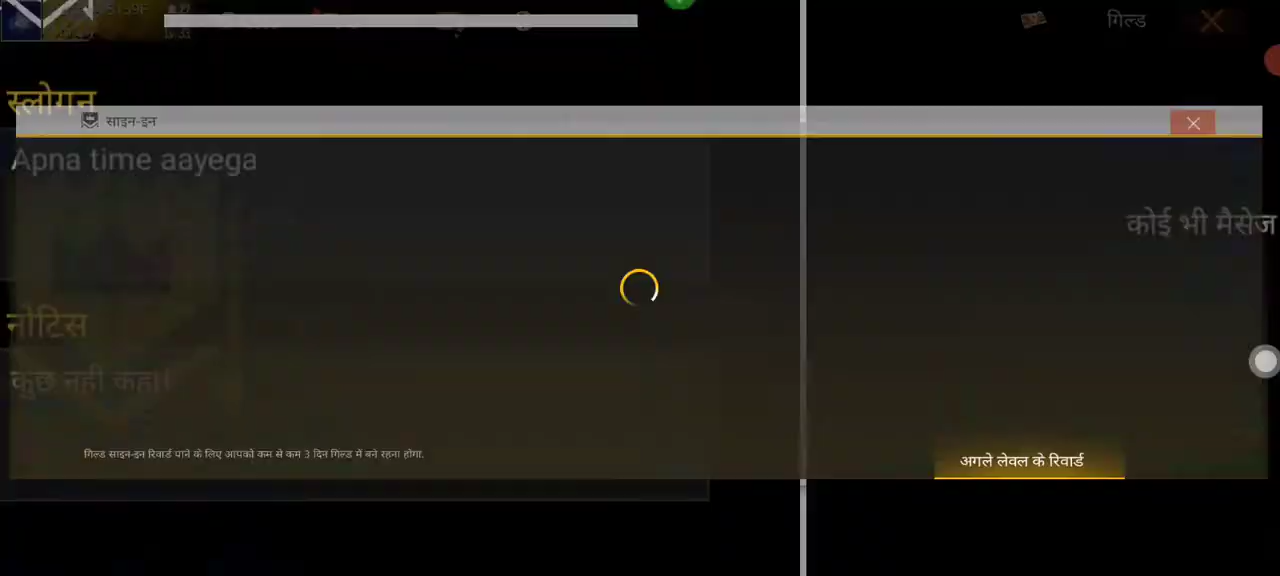 गिल्ड
स्लोगन
साइन-इन
Apna time aayega
कोई भी मैसेज
नोटिस
कुछ नही कहा।
गिल्ड साइन-इन रिवार्ड पाने के लिए आपको कम से कम 3 दिन गिल्ड में बने रहना होगा.
अगले लेवल के रिवार्ड